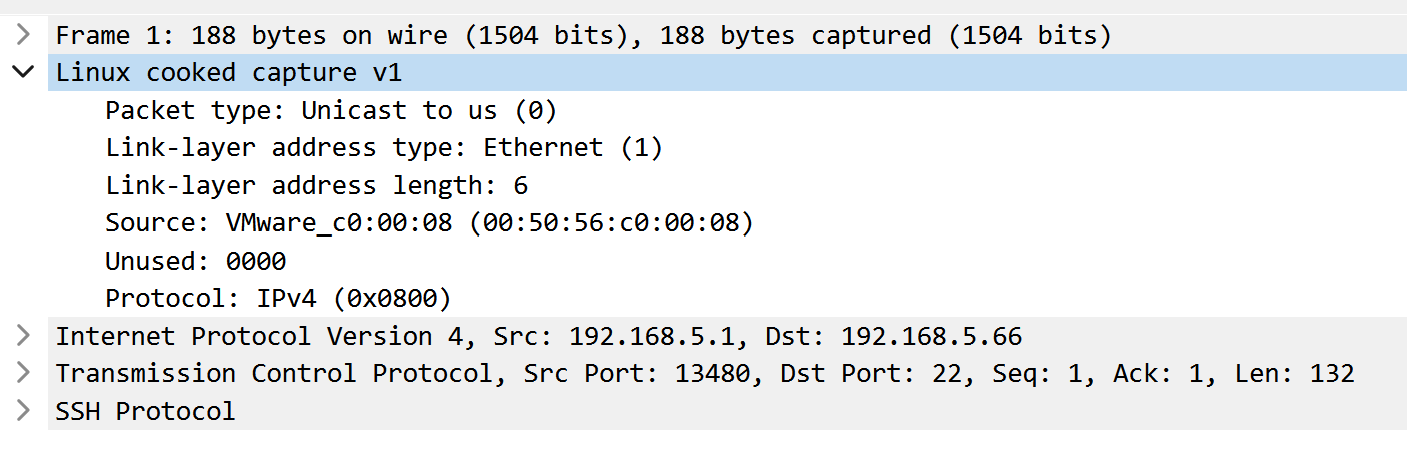 Frame 1: 188 bytes on wire (1504 bits), 188 bytes captured (1504 bits)
Linux cooked capture v1
Packet type: Unicast to us (0)
Link-layer address type: Ethernet (1)
Link-layer address length: 6
Source: VMware_c0:00:08 (00:50:56:c0:00:08)
Unused: 0000
Protocol: IPv4 (0x0800)
Internet Protocol Version 4, Src: 192.168.5.1, Dst: 192.168.5.66
Transmission Control Protocol, Src Port: 13480, Dst Port: 22, Seq: 1, Ack: 1, Len: 132
SSH Protocol